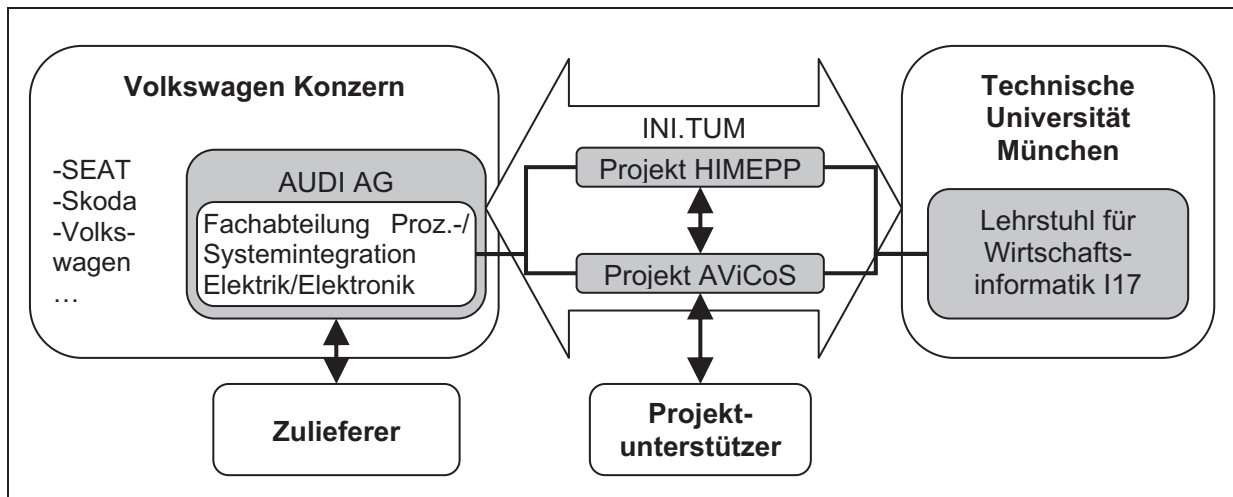 Volkswagen Konzern
-SEAT
-Skoda
-Volks-
wagen
…
AUDI AG
Fachabteilung Proz.-/
Systemintegration
Elektrik/Elektronik
INI.TUM
Projekt HIMEPP
Projekt AViCoS
Technische
Universität
München
Lehrstuhl für
Wirtschafts-
informatik I17
Zulieferer
Projekt-
unterstützer